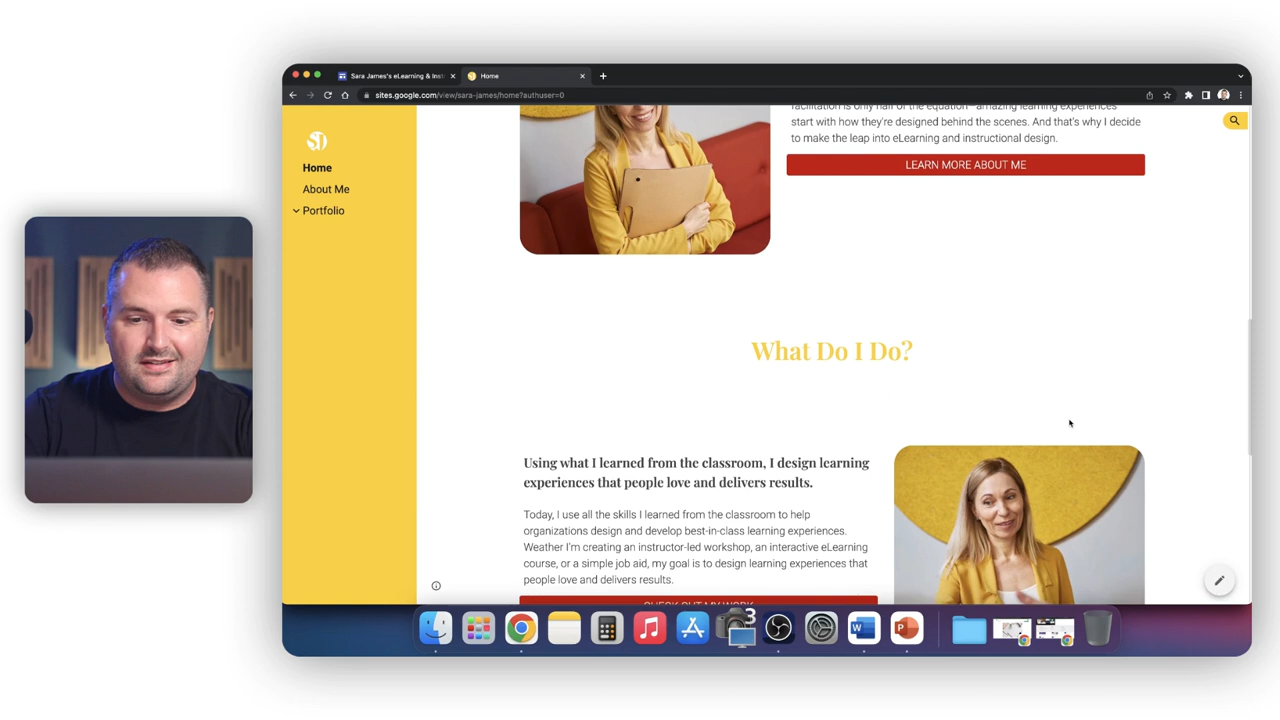 Sara James's eLearning & Inst
Home
sites.google.com/view/sara-james/home?authuser=0
Home
About Me
Portfolio
facilitation is only half of the equation—amazing learning experiences
start with how they're designed behind the scenes. And that's why I decide
to make the leap into eLearning and instructional design.
LEARN MORE ABOUT ME
What Do I Do?
Using what I learned from the classroom, I design learning
experiences that people love and delivers results.
Today, I use all the skills I learned from the classroom to help
organizations design and develop best-in-class learning experiences.
Weather I'm creating an instructor-led workshop, an interactive eLearning
course, or a simple job aid, my goal is to design learning experiences that
people love and delivers results.
CHECK OUT MY WORK
3
W
P